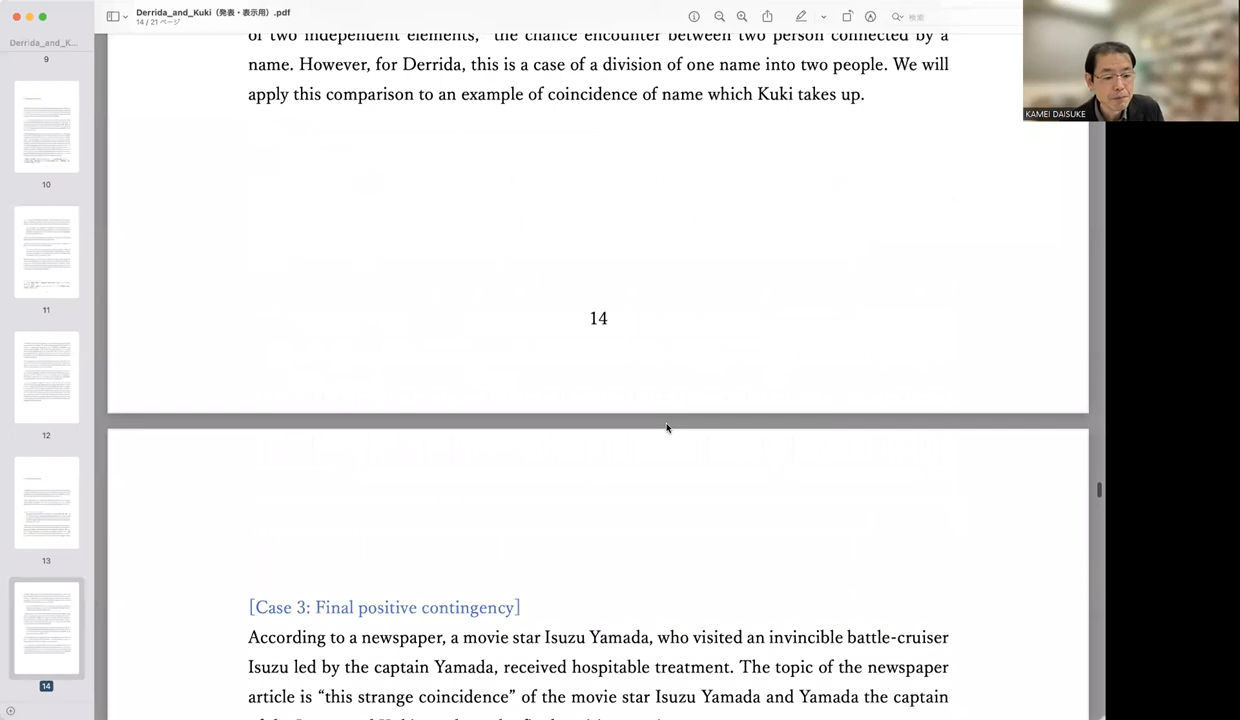 Derrida_and_Kuki（発表・表示用）.pdf
14 / 21 ページ
検索
Derrida_and_K...
9
10
11
12
13
14
of two independent elements," the chance encounter between two person connected by a
name. However, for Derrida, this is a case of a division of one name into two people. We will
apply this comparison to an example of coincidence of name which Kuki takes up.
14
[Case 3: Final positive contingency]
According to a newspaper, a movie star Isuzu Yamada, who visited an invincible battle-cruiser
Isuzu led by the captain Yamada, received hospitable treatment. The topic of the newspaper
article is “this strange coincidence” of the movie star Isuzu Yamada and Yamada the captain
KAMEI DAISUKE